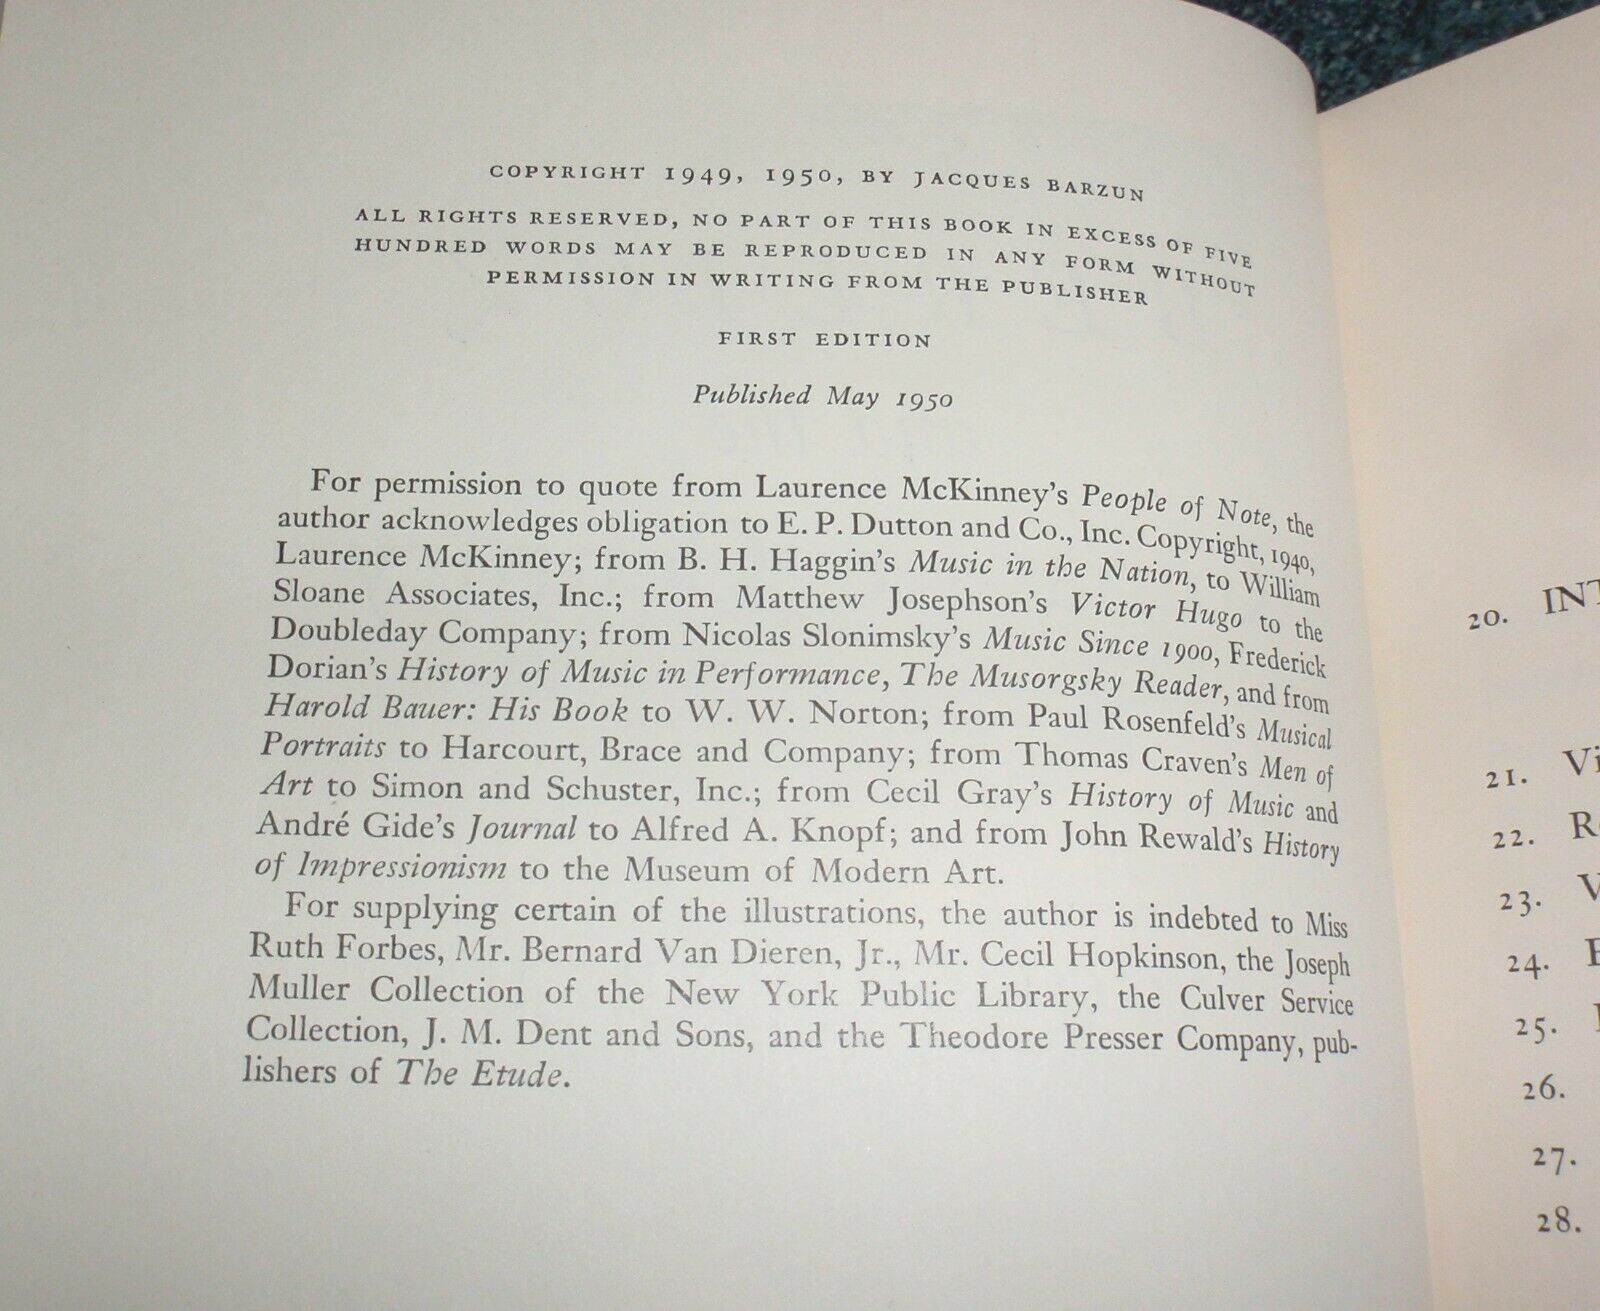 COPYRIGHT 1949, 1950, BY JACQUES BARZUN
ALL RIGHTS RESERVED, NO PART OF THIS BOOK IN EXCESS OF FIVE
HUNDRED WORDS MAY BE REPRODUCED IN ANY FORM WITHOUT
PERMISSION IN WRITING FROM THE PUBLISHER
FIRST EDITION
Published May 1950
For permission to quote from Laurence McKinney's People of Note, the
author acknowledges obligation to E. P. Dutton and Co., Inc. Copyright, 1940,
Laurence McKinney; from B. H. Haggin's Music in the Nation, to William
Sloane Associates, Inc.; from Matthew Josephson's Victor Hugo to the
Doubleday Company; from Nicolas Slonimsky's Music Since 1900, Frederick
Dorian's History of Music in Performance, The Musorgsky Reader, and from
Harold Bauer: His Book to W. W. Norton; from Paul Rosenfeld's Musical
Portraits to Harcourt, Brace and Company; from Thomas Craven's Men of
Art to Simon and Schuster, Inc.; from Cecil Gray's History of Music and
André Gide's Journal to Alfred A. Knopf; and from John Rewald's History
of Impressionism to the Museum of Modern Art.
For supplying certain of the illustrations, the author is indebted to Miss
Ruth Forbes, Mr. Bernard Van Dieren, Jr., Mr. Cecil Hopkinson, the Joseph
Muller Collection of the New York Public Library, the Culver Service
Collection, J. M. Dent and Sons, and the Theodore Presser Company, pub-
lishers of The Etude.
20. INT
21. Vi
22. R
23. V
24.
25.
26.
27.
28.